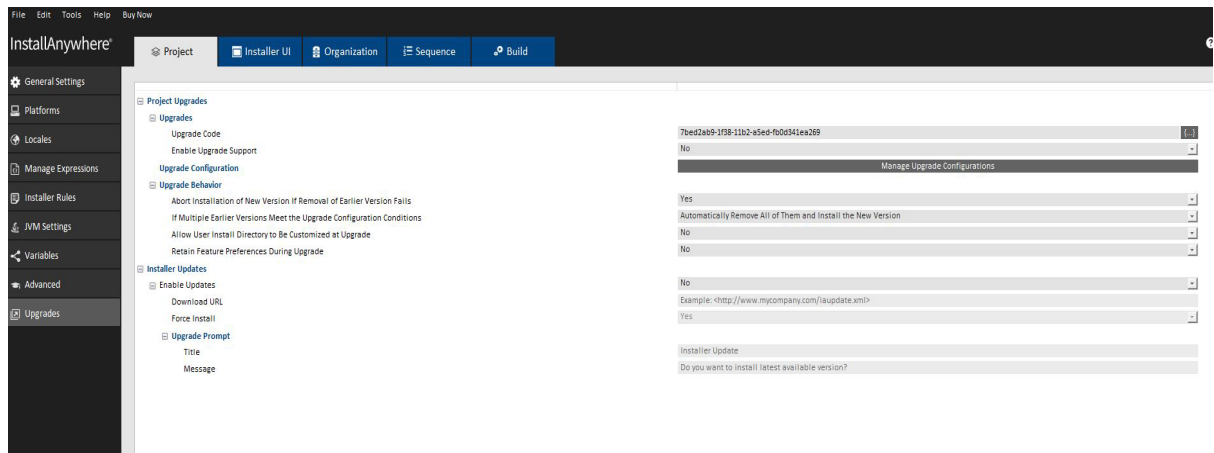 File Edit Tools Help Buy Now
InstallAnywhere®
Project Installer UI Organization Sequence Build
General Settings
Platforms
Locales
Manage Expressions
Installer Rules
JVM Settings
Variables
Advanced
Upgrades
Project Upgrades
Upgrades
Upgrade Code 7bed2ab9-1f38-11b2-a5ed-fb0d341ea269 {...}
Enable Upgrade Support No
Upgrade Configuration Manage Upgrade Configurations
Upgrade Behavior
Abort Installation of New Version If Removal of Earlier Version Fails Yes
If Multiple Earlier Versions Meet the Upgrade Configuration Conditions Automatically Remove All of Them and Install the New Version
Allow User Install Directory to Be Customized at Upgrade No
Retain Feature Preferences During Upgrade No
Installer Updates
Enable Updates No
Download URL Example: <http://www.mycompany.com/iaupdate.xml>
Force Install Yes
Upgrade Prompt
Title Installer Update
Message Do you want to install latest available version?